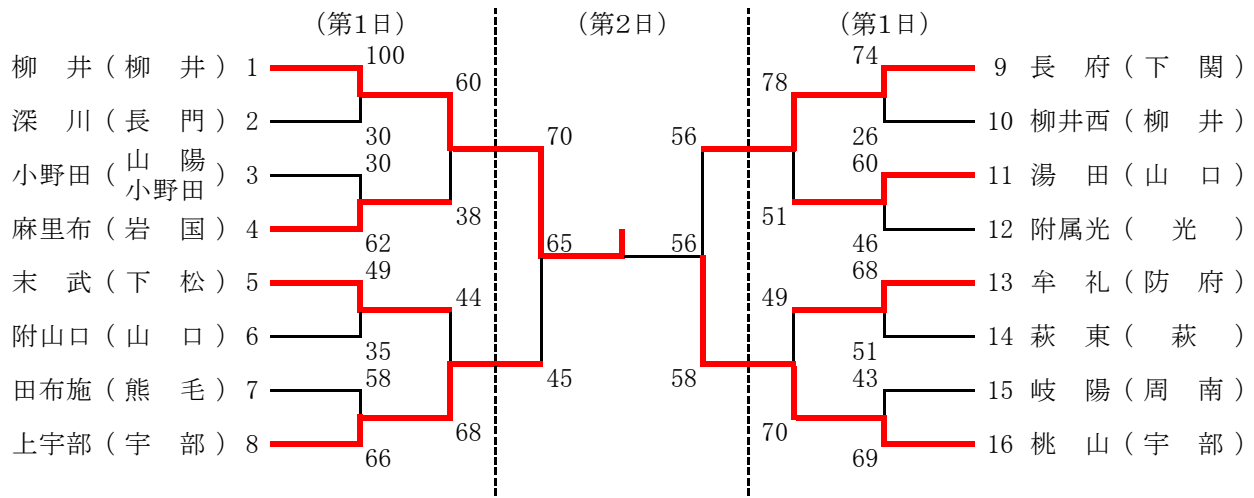 (第1日) (第2日) (第1日)
柳 井 ( 柳 井 ) 1 100 60 78 74 9 長 府 ( 下 関 )
深 川 ( 長 門 ) 2 30 70 56 26 10 柳井西 ( 柳 井 )
小野田 ( 山 陽 小野田 ) 3 30 60 11 湯 田 ( 山 口 )
麻里布 ( 岩 国 ) 4 62 38 65 56 51 46 12 附属光 ( 光 )
末 武 ( 下 松 ) 5 49 44 49 68 13 牟 礼 ( 防 府 )
附山口 ( 山 口 ) 6 35 51 14 萩 東 ( 萩 )
田布施 ( 熊 毛 ) 7 58 45 58 43 15 岐 陽 ( 周 南 )
上宇部 ( 宇 部 ) 8 66 68 70 69 16 桃 山 ( 宇 部 )